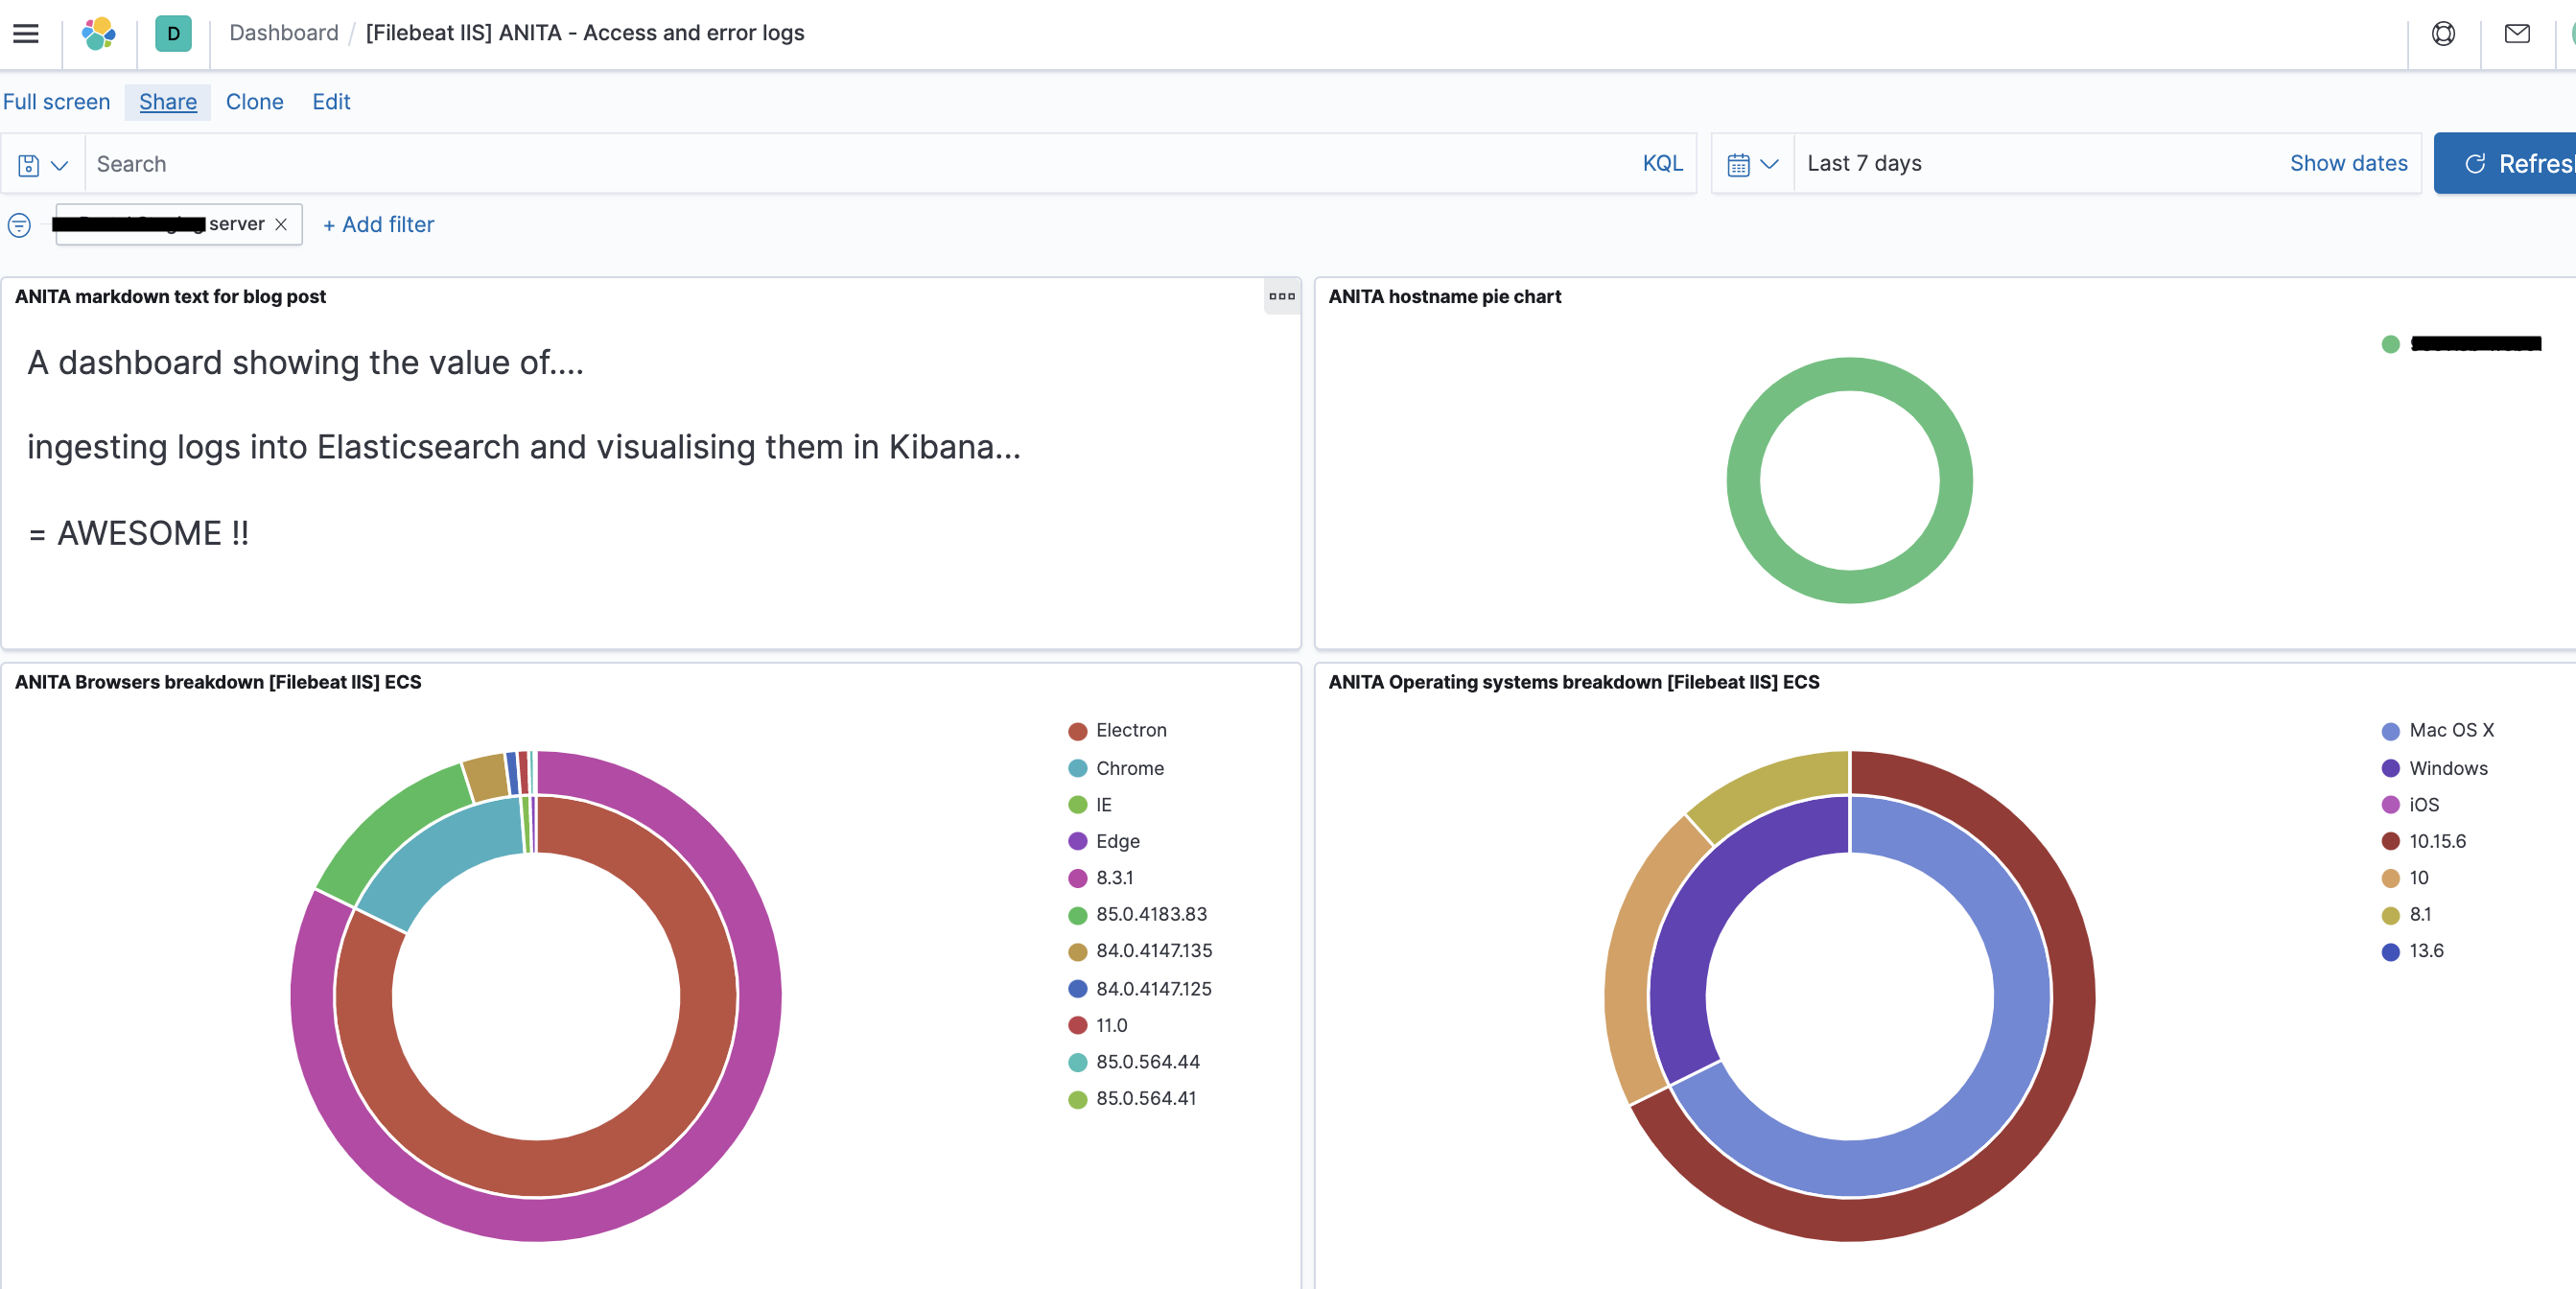 D
Dashboard / [Filebeat IIS] ANITA - Access and error logs
Full screen Share Clone Edit
Search KQL Last 7 days Show dates Refres
server × + Add filter
ANITA markdown text for blog post
A dashboard showing the value of....
ingesting logs into Elasticsearch and visualising them in Kibana...
= AWESOME !!
ANITA hostname pie chart
ANITA Browsers breakdown [Filebeat IIS] ECS
Electron
Chrome
IE
Edge
8.3.1
85.0.4183.83
84.0.4147.135
84.0.4147.125
11.0
85.0.564.44
85.0.564.41
ANITA Operating systems breakdown [Filebeat IIS] ECS
Mac OS X
Windows
iOS
10.15.6
10
8.1
13.6